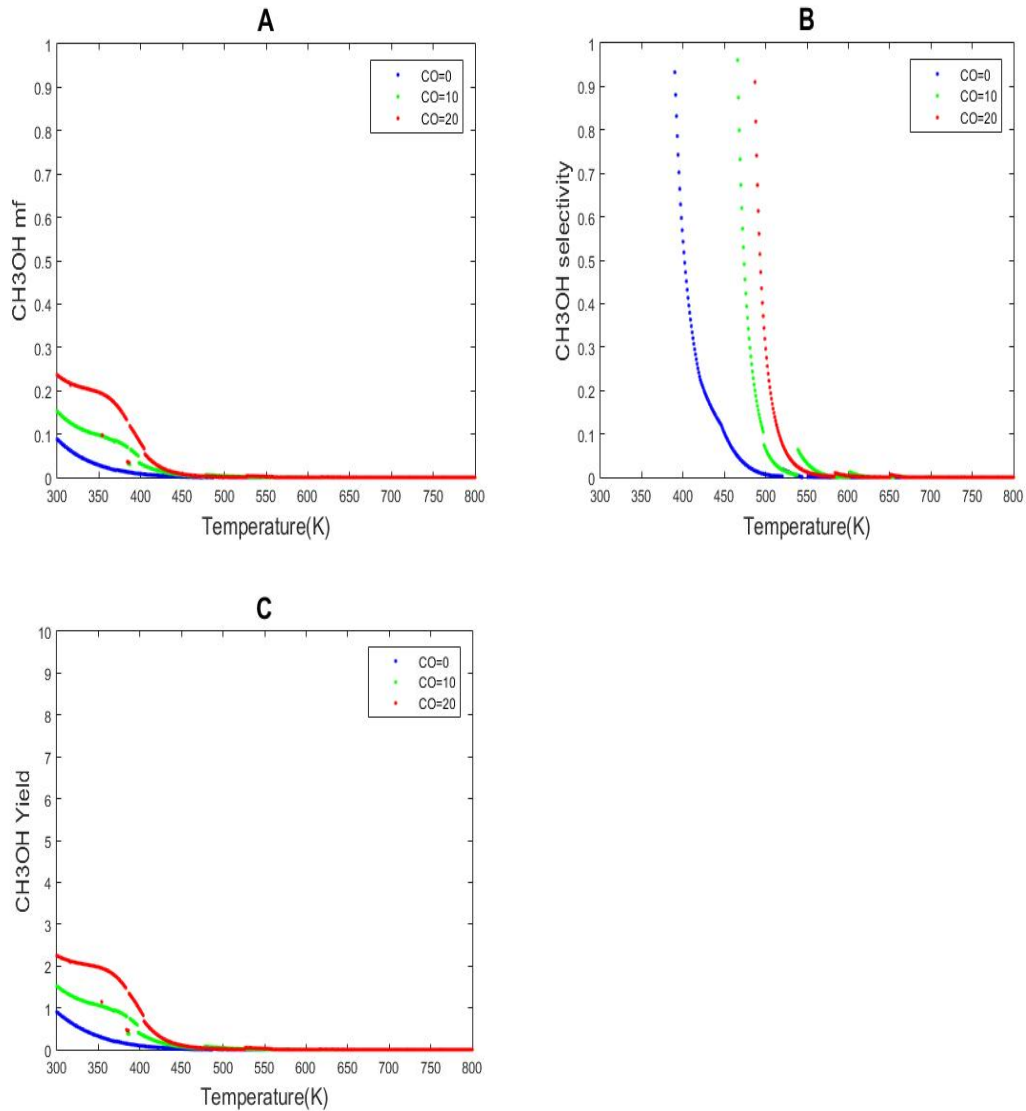 A
CH3OH mf
1
0.9
0.8
0.7
0.6
0.5
0.4
0.3
0.2
0.1
0
300 350 400 450 500 550 600 650 700 750 800
Temperature(K)
CO=0
CO=10
CO=20
B
CH3OH selectivity
1
0.9
0.8
0.7
0.6
0.5
0.4
0.3
0.2
0.1
0
300 350 400 450 500 550 600 650 700 750 800
Temperature(K)
CO=0
CO=10
CO=20
C
CH3OH Yield
10
9
8
7
6
5
4
3
2
1
0
300 350 400 450 500 550 600 650 700 750 800
Temperature(K)
CO=0
CO=10
CO=20